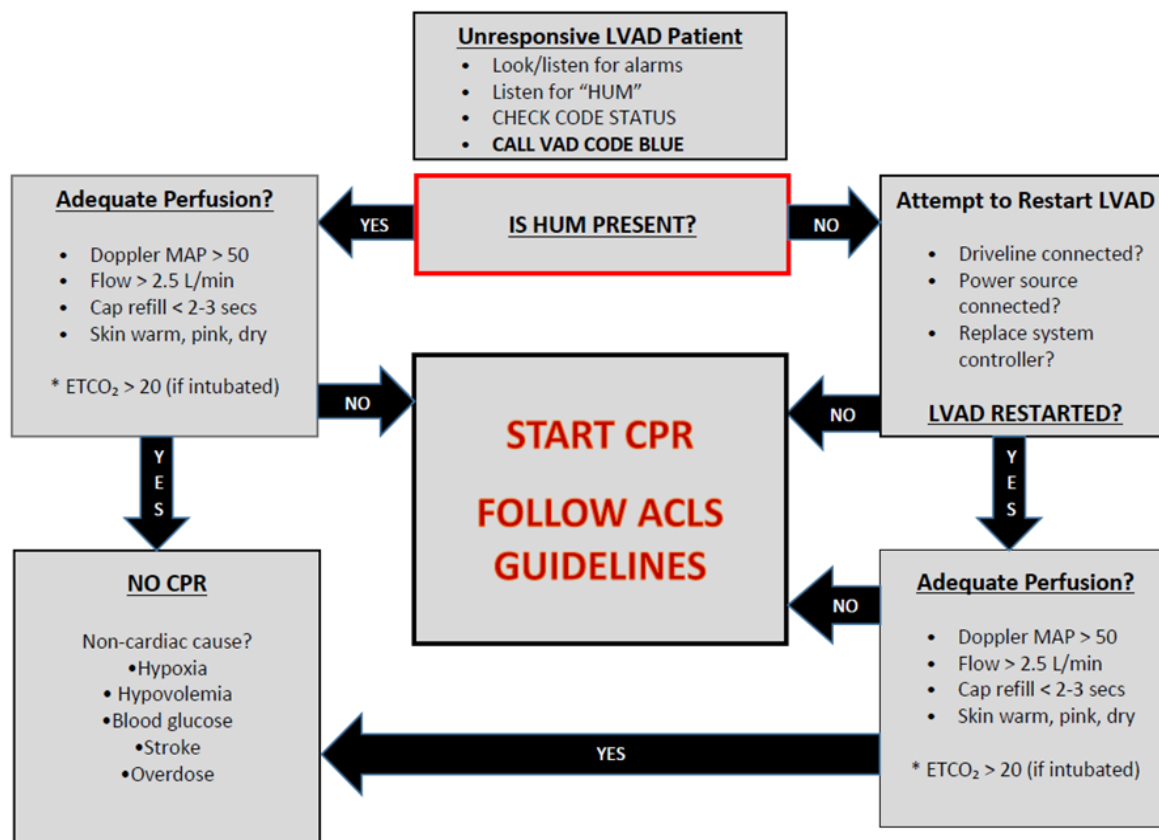 Unresponsive LVAD Patient
• Look/listen for alarms
• Listen for “HUM”
• CHECK CODE STATUS
• CALL VAD CODE BLUE
IS HUM PRESENT?
YES
Adequate Perfusion?
• Doppler MAP > 50
• Flow > 2.5 L/min
• Cap refill < 2-3 secs
• Skin warm, pink, dry
* ETCO₂ > 20 (if intubated)
NO
Attempt to Restart LVAD
• Driveline connected?
• Power source
connected?
• Replace system
controller?
LVAD RESTARTED?
NO
NO
START CPR
FOLLOW ACLS
GUIDELINES
Y
E
S
NO CPR
Non-cardiac cause?
•Hypoxia
• Hypovolemia
•Blood glucose
•Stroke
•Overdose
Y
E
S
Adequate Perfusion?
• Doppler MAP > 50
• Flow > 2.5 L/min
• Cap refill < 2-3 secs
• Skin warm, pink, dry
* ETCO₂ > 20 (if intubated)
NO
YES